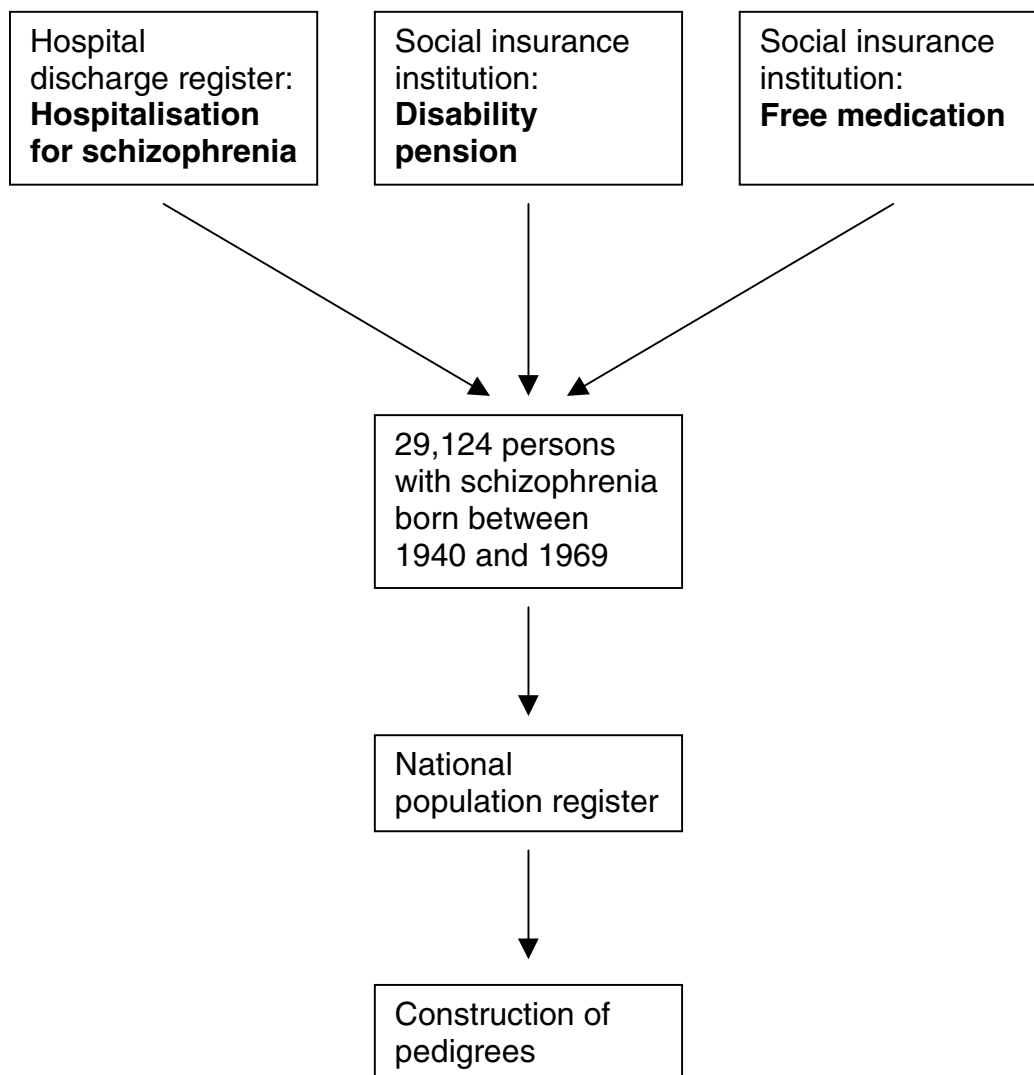 Hospital
discharge register:
Hospitalisation
for schizophrenia
Social insurance
institution:
Disability
pension
Social insurance
institution:
Free medication
29,124 persons
with schizophrenia
born between
1940 and 1969
National
population register
Construction of
pedigrees